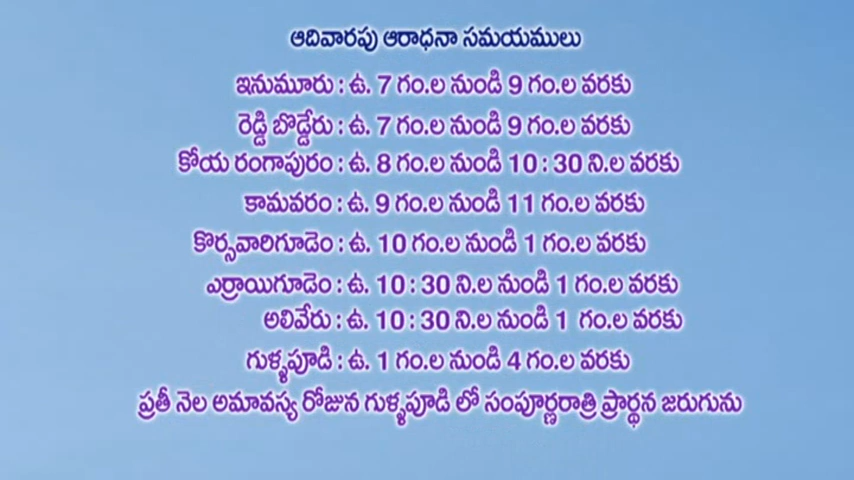 ఆదివారపు ఆరాధనా సమయములు
ఇనుమూరు : ఉ. 7 గం.ల నుండి 9 గం.ల వరకు
రెడ్డి బొడ్డేరు : ఉ. 7 గం.ల నుండి 9 గం.ల వరకు
కోయ రంగాపురం : ఉ. 8 గం.ల నుండి 10 : 30 ని.ల వరకు
కామవరం : ఉ. 9 గం.ల నుండి 11 గం.ల వరకు
కొర్సవారిగూడెం : ఉ. 10 గం.ల నుండి 1 గం.ల వరకు
ఎర్రాయిగూడెం : ఉ. 10 : 30 ని.ల నుండి 1 గం.ల వరకు
అలివేరు : ఉ. 10 : 30 ని.ల నుండి 1 గం.ల వరకు
గుళ్ళపూడి : ఉ. 1 గం.ల నుండి 4 గం.ల వరకు
ప్రతీ నెల అమావస్య రోజున గుళ్ళపూడి లో సంపూర్ణరాత్రి ప్రార్థన జరుగును